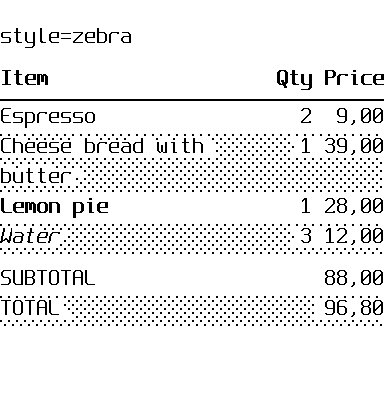 style=zebra
Item Qty Price
Espresso 2 9,00
Cheese bread with 1 39,00
butter
Lemon pie 1 28,00
Water 3 12,00
SUBTOTAL 88,00
TOTAL 96,80